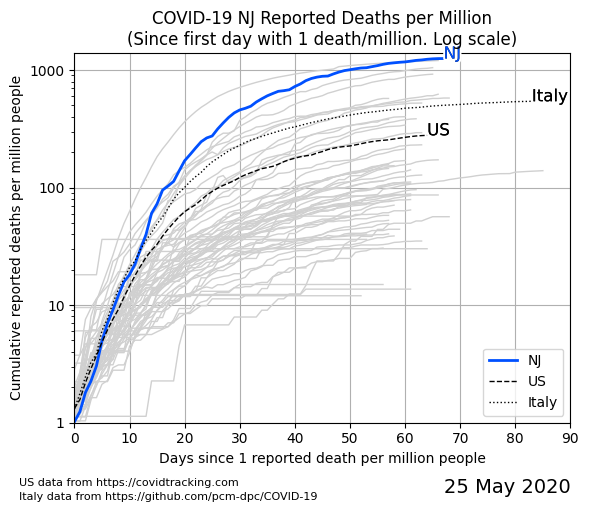 COVID-19 NJ Reported Deaths per Million
(Since first day with 1 death/million. Log scale)
Cumulative reported deaths per million people
1000
100
10
1
NJ
Italy
US
NJ
US
Italy
0 10 20 30 40 50 60 70 80 90
Days since 1 reported death per million people
US data from https://covidtracking.com
Italy data from https://github.com/pcm-dpc/COVID-19
25 May 2020